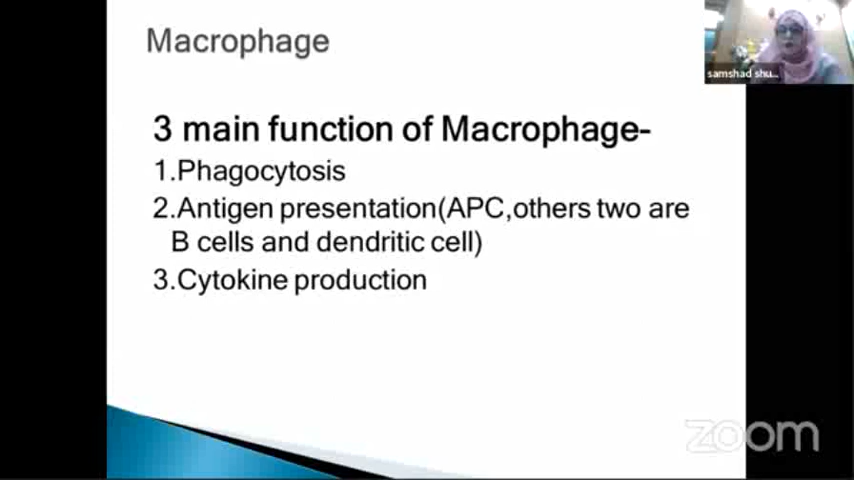 Macrophage
samshad shu...
3 main function of Macrophage-
1.Phagocytosis
2.Antigen presentation(APC,others two are
B cells and dendritic cell)
3.Cytokine production
zoom